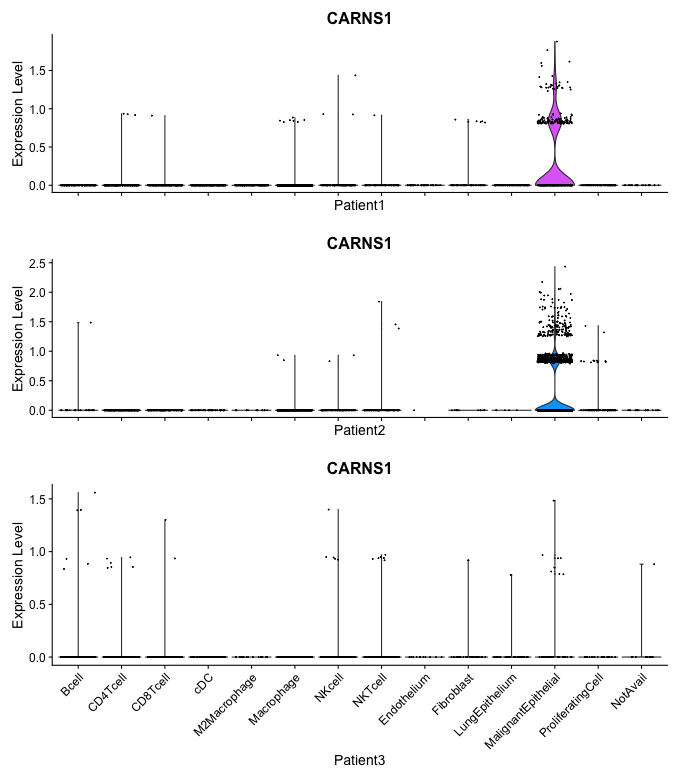 CARNS1
Expression Level
1.5
1.0
0.5
0.0
Patient1
CARNS1
Expression Level
2.5
2.0
1.5
1.0
0.5
0.0
Patient2
CARNS1
Expression Level
1.5
1.0
0.5
0.0
Bcell
CD4Tcell
CD8Tcell
cDC
M2Macrophage
Macrophage
NKcell
NKTcell
Endothelium
Fibroblast
LungEpithelium
MalignantEpithelial
ProliferatingCell
NotAvail
Patient3